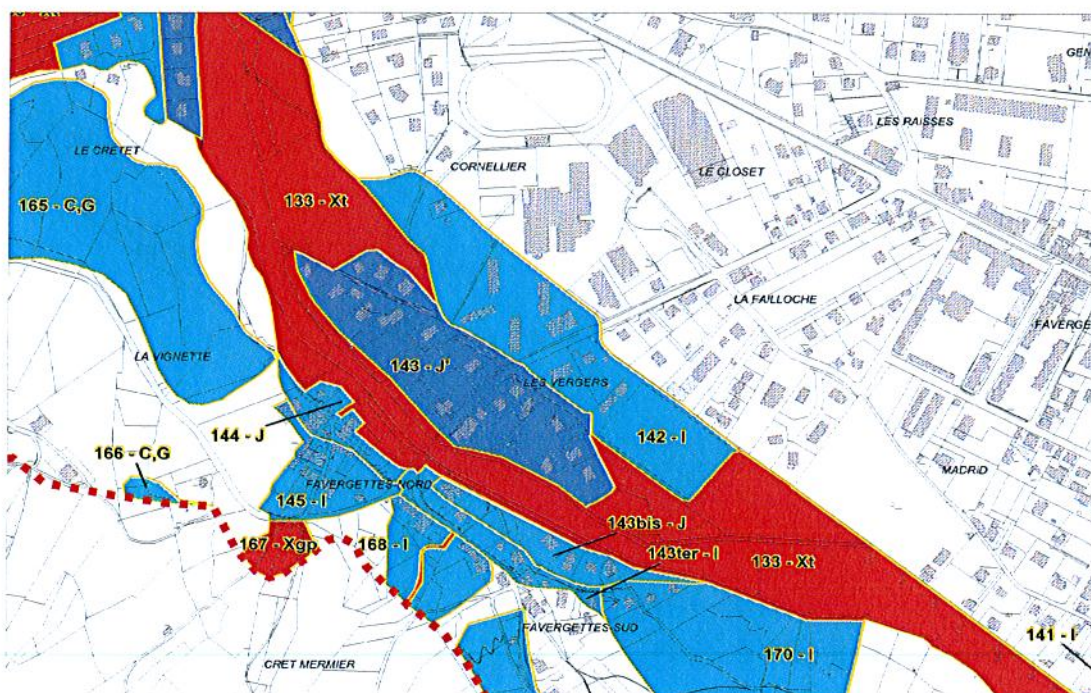 GEN
LES RAISSES
LE CRETET
CORNELLIER
LE CLOSET
165 - C,G
133 - Xt
LA FAILLOCHE
FAVERGE
LA VIGNETTE
143 - J'
LES VERGERS
144 - J
142 - I
166 - C,G
MADRID
FAVERGETTES-NORD
145 - I
143bis - J
167 - Xgp
168 - I
143ter - I
133 - Xt
FAVERGETTES-SUD
141 - I
CRET MERMIER
170 - I